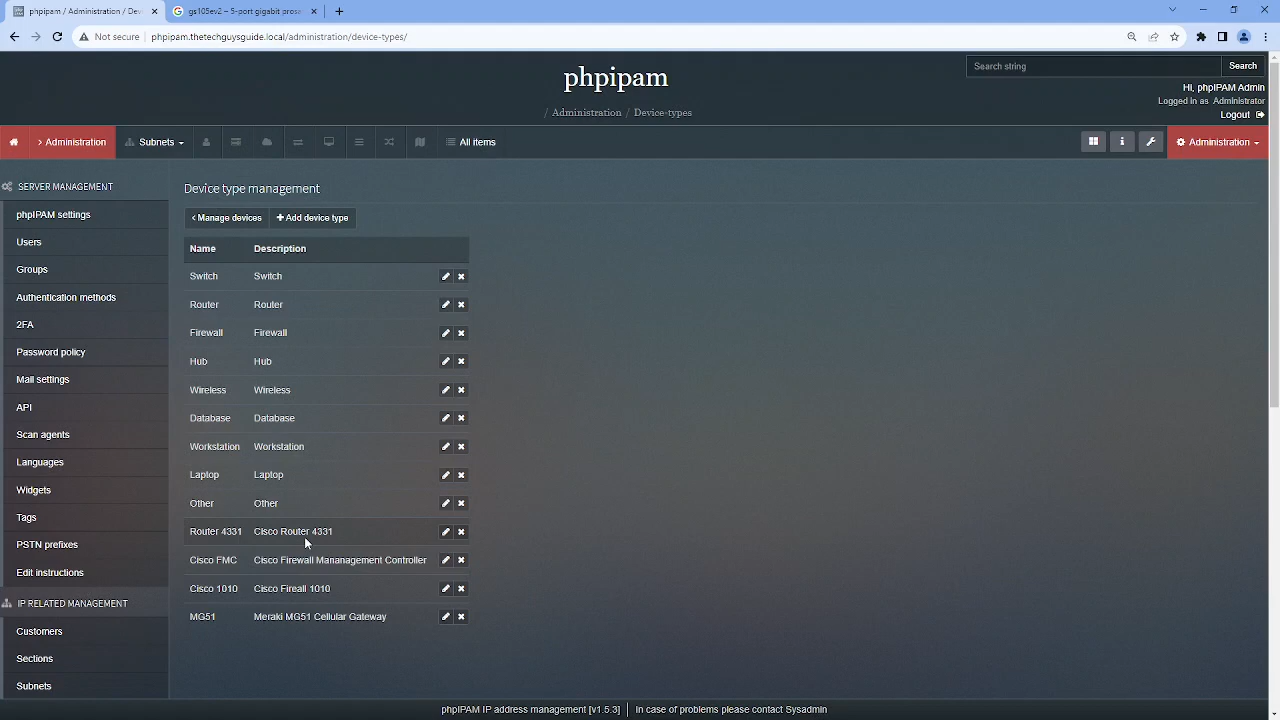 phpipam / Administration / Dev
gs105ev2 – 5-port gigabit prose
Not secure | phpipam.thetechguysguide.local/administration/device-types/
phpipam
Search string
Search
Hi, phpIPAM Admin
Logged in as Administrator
Logout
/ Administration / Device-types
> Administration
Subnets
All items
Administration
SERVER MANAGEMENT
phpIPAM settings
Users
Groups
Authentication methods
2FA
Password policy
Mail settings
API
Scan agents
Languages
Widgets
Tags
PSTN prefixes
Edit instructions
IP RELATED MANAGEMENT
Customers
Sections
Subnets
Device type management
Manage devices
Add device type
Name Description
Switch Switch
Router Router
Firewall Firewall
Hub Hub
Wireless Wireless
Database Database
Workstation Workstation
Laptop Laptop
Other Other
Router 4331 Cisco Router 4331
Cisco FMC Cisco Firewall Mananagement Controller
Cisco 1010 Cisco Fireall 1010
MG51 Meraki MG51 Cellular Gateway
phpIPAM IP address management [v1.5.3] | In case of problems please contact Sysadmin